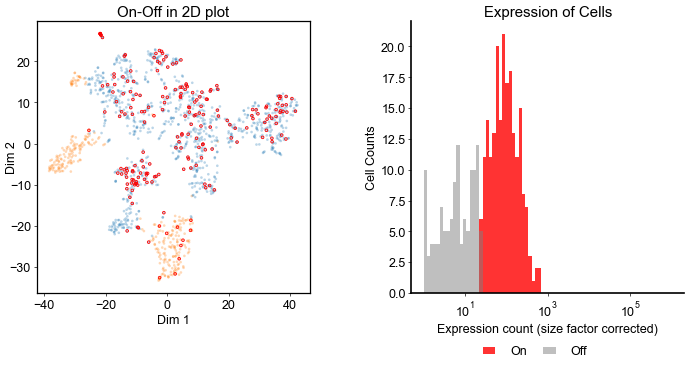 On-Off in 2D plot
Dim 2
20
10
0
−10
−20
−30
−40
−20
0
20
40
Dim 1
Expression of Cells
Cell Counts
20.0
17.5
15.0
12.5
10.0
7.5
5.0
2.5
0.0
10^1
10^3
10^5
Expression count (size factor corrected)
On
Off